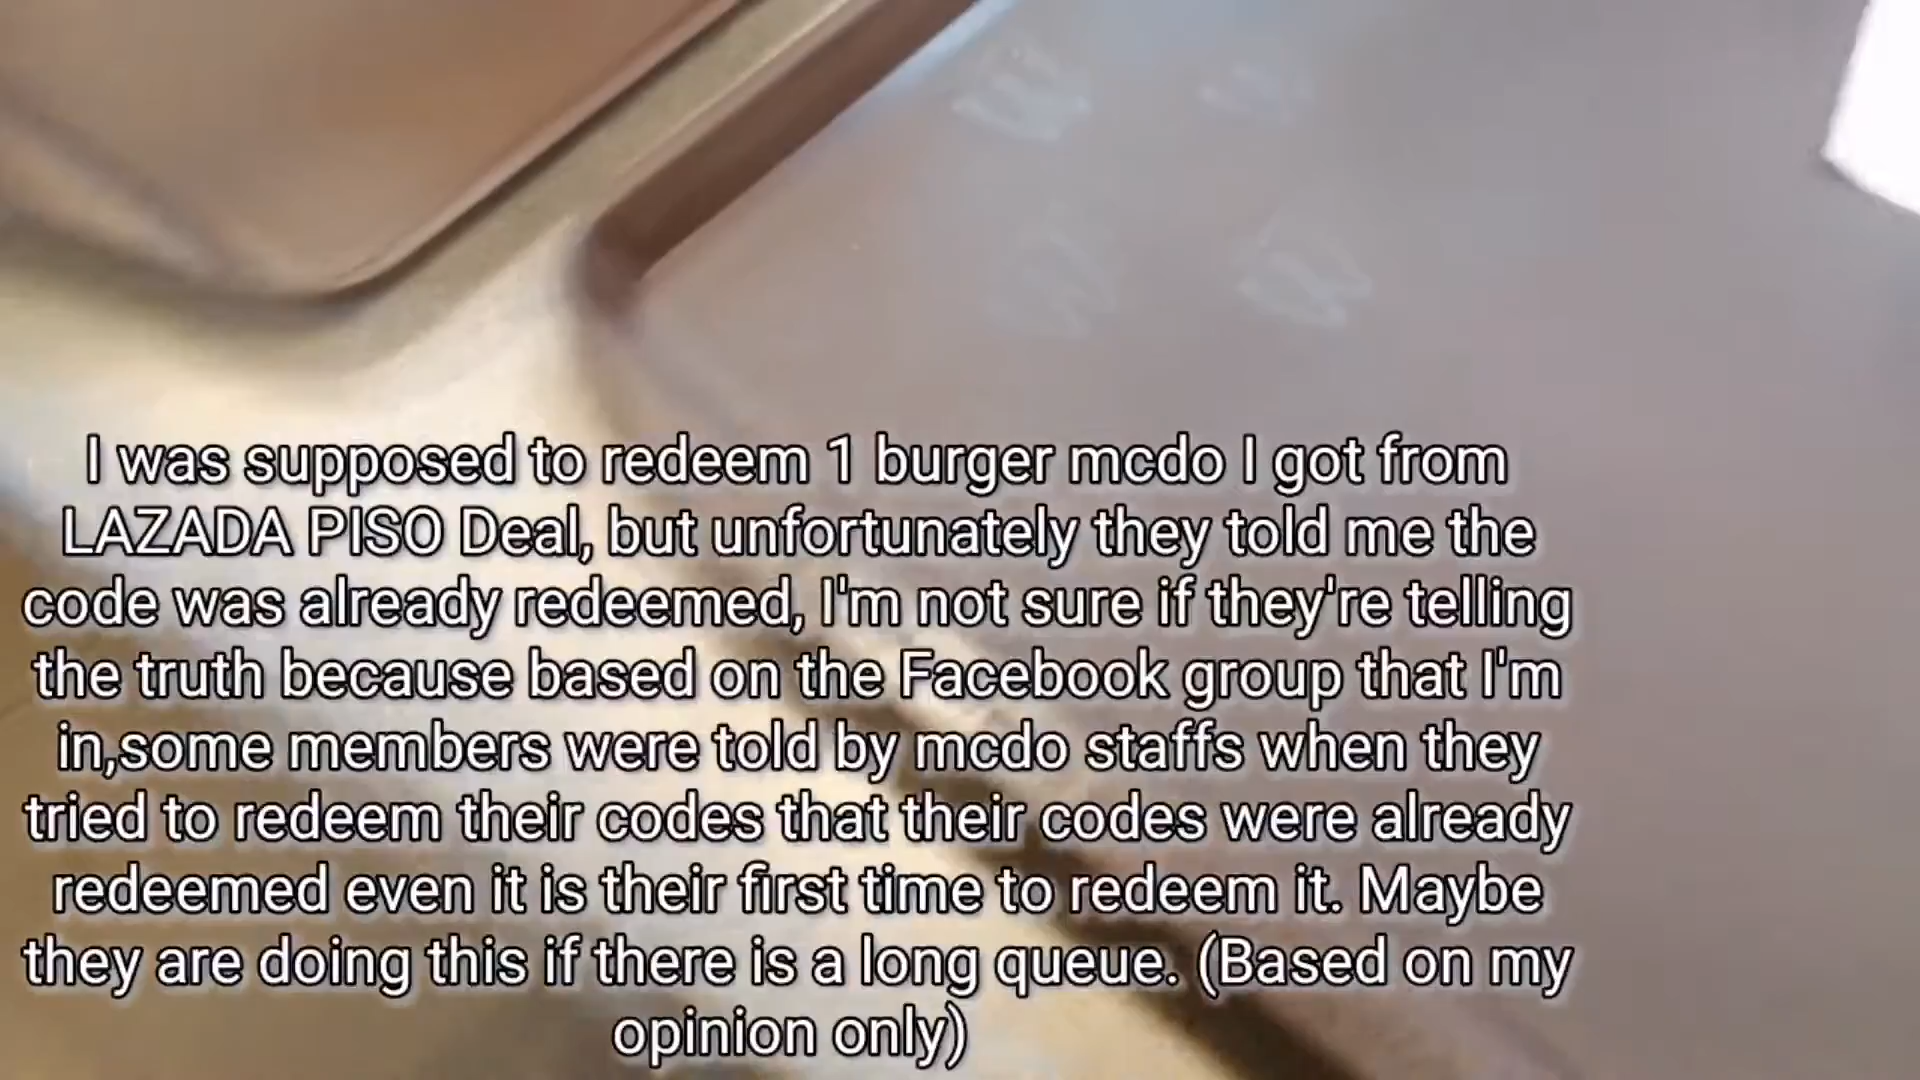 I was supposed to redeem 1 burger mcdo I got from
LAZADA PISO Deal, but unfortunately they told me the
code was already redeemed, I'm not sure if they're telling
the truth because based on the Facebook group that I'm
in,some members were told by mcdo staffs when they
tried to redeem their codes that their codes were already
redeemed even it is their first time to redeem it. Maybe
they are doing this if there is a long queue. (Based on my
opinion only)